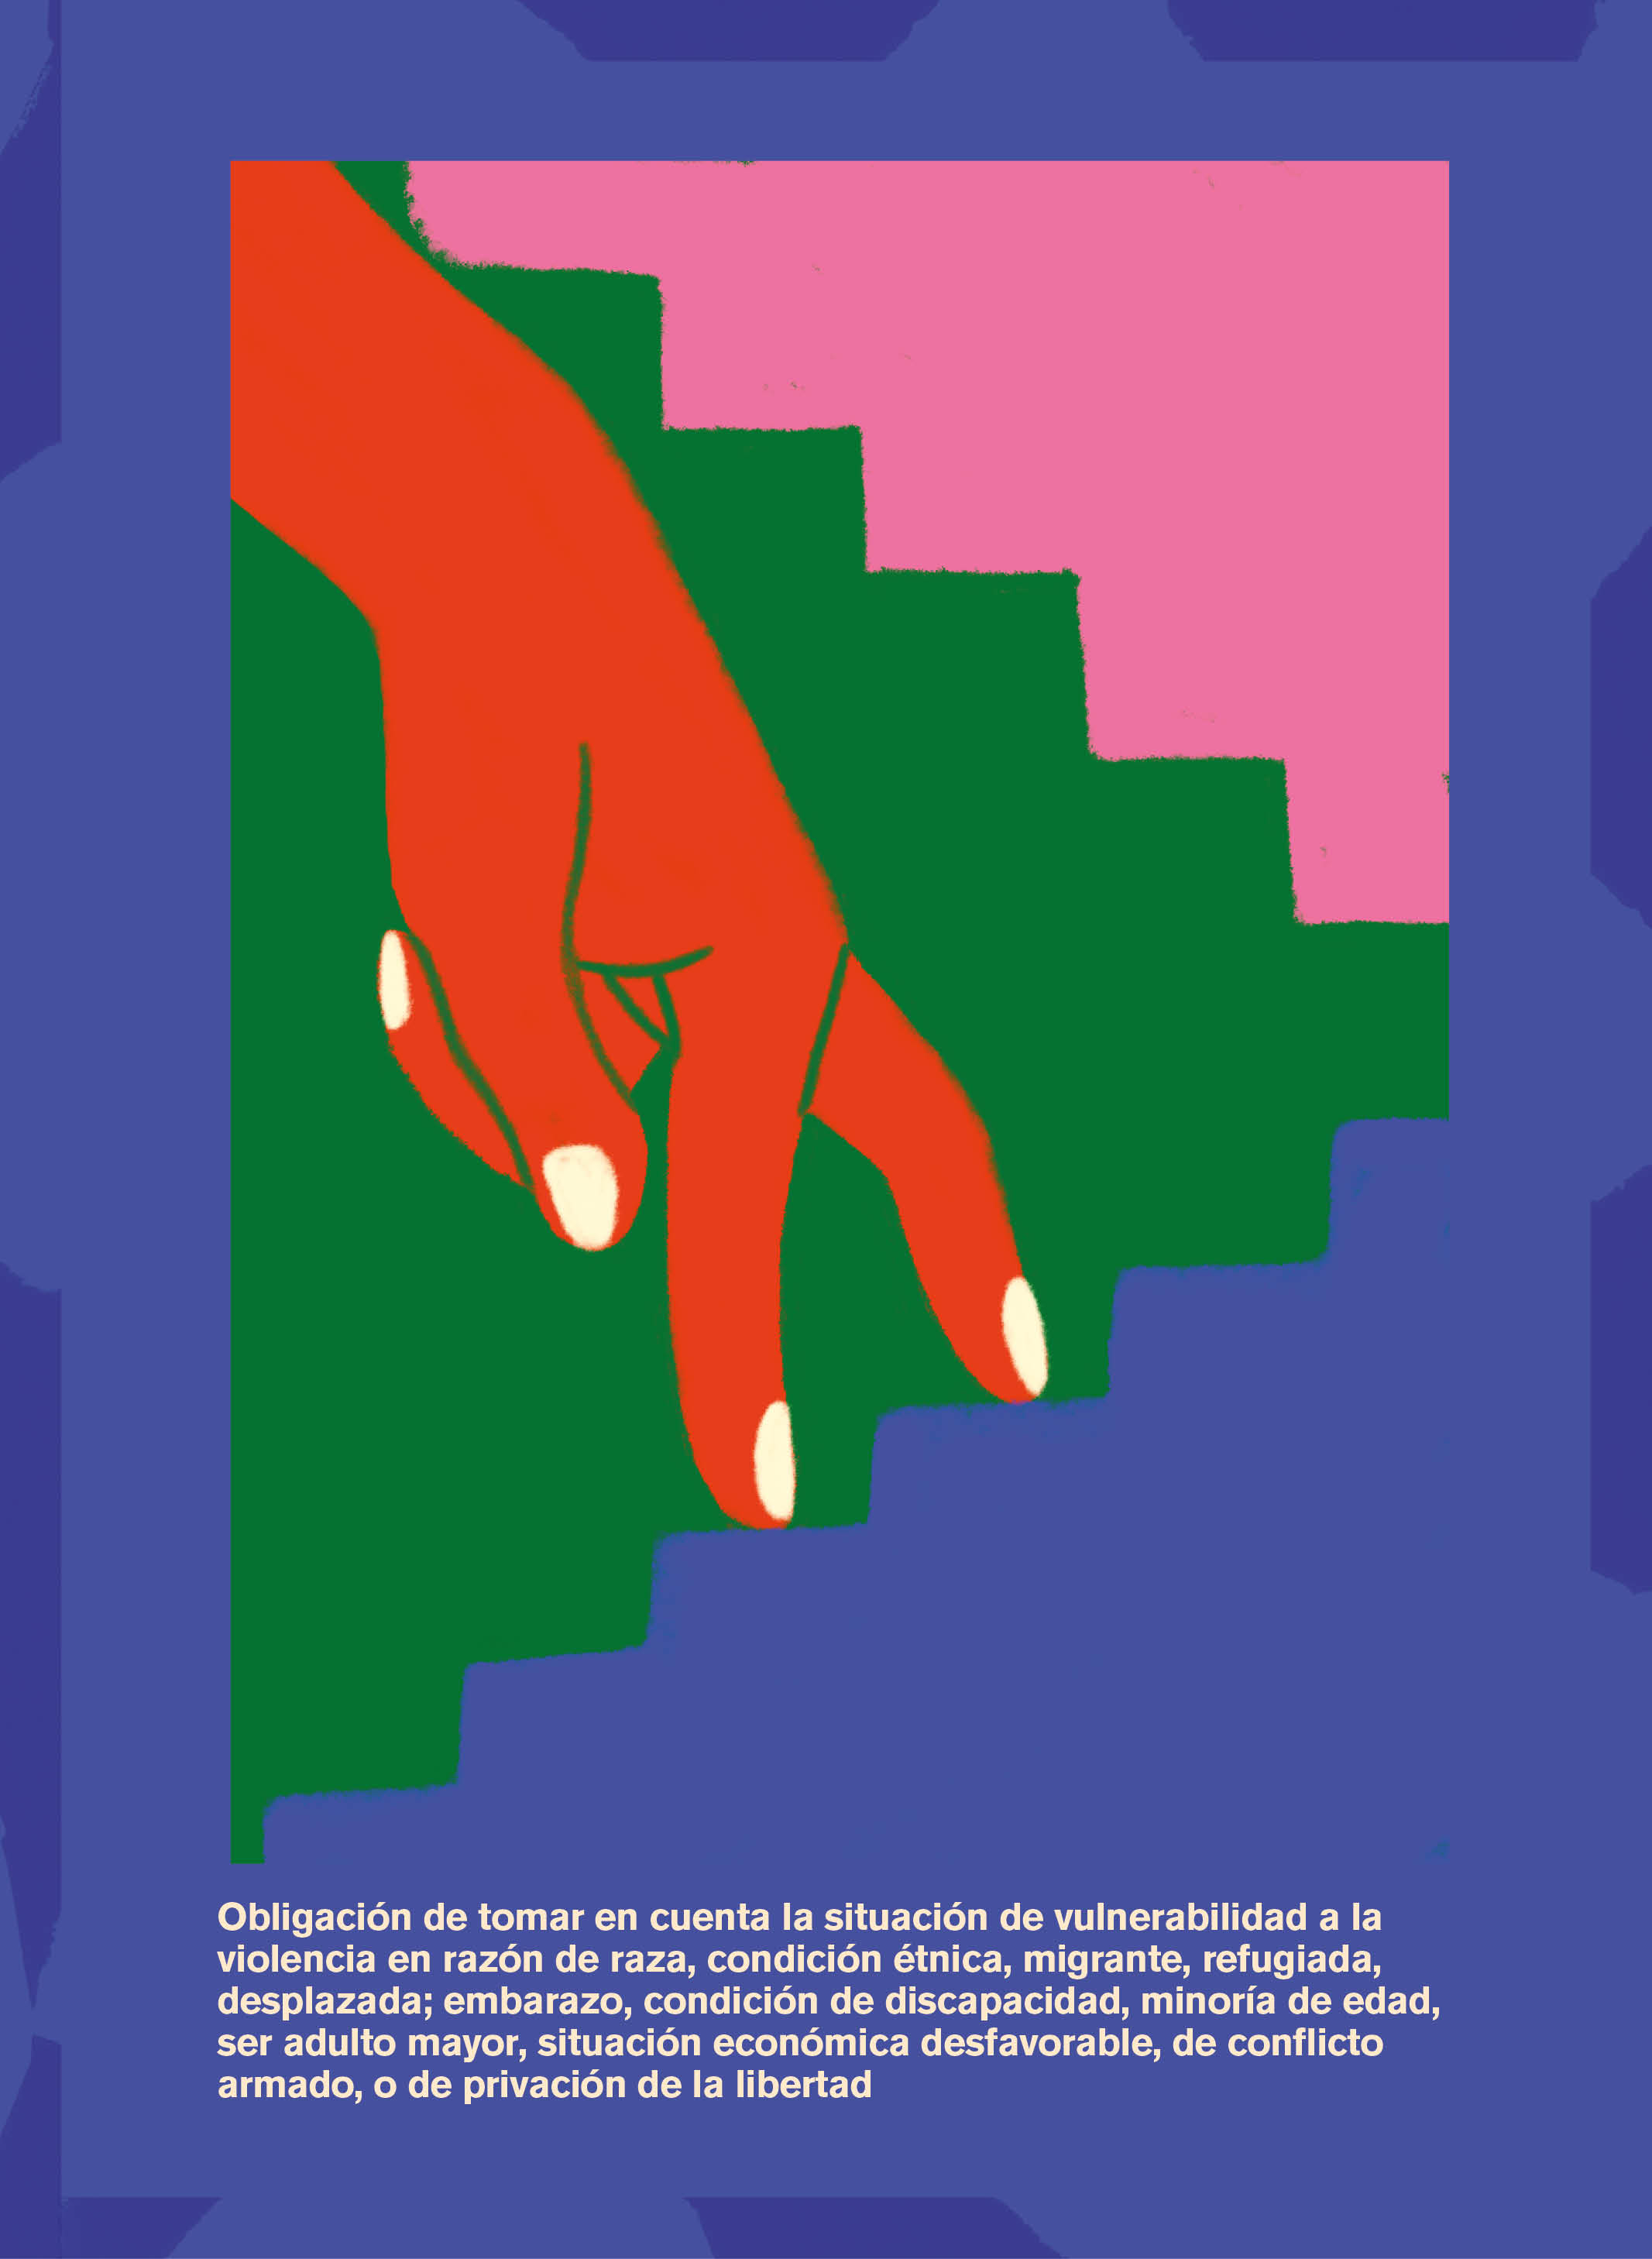 Obligación de tomar en cuenta la situación de vulnerabilidad a la
violencia en razón de raza, condición étnica, migrante, refugiada,
desplazada; embarazo, condición de discapacidad, minoría de edad,
ser adulto mayor, situación económica desfavorable, de conflicto
armado, o de privación de la libertad